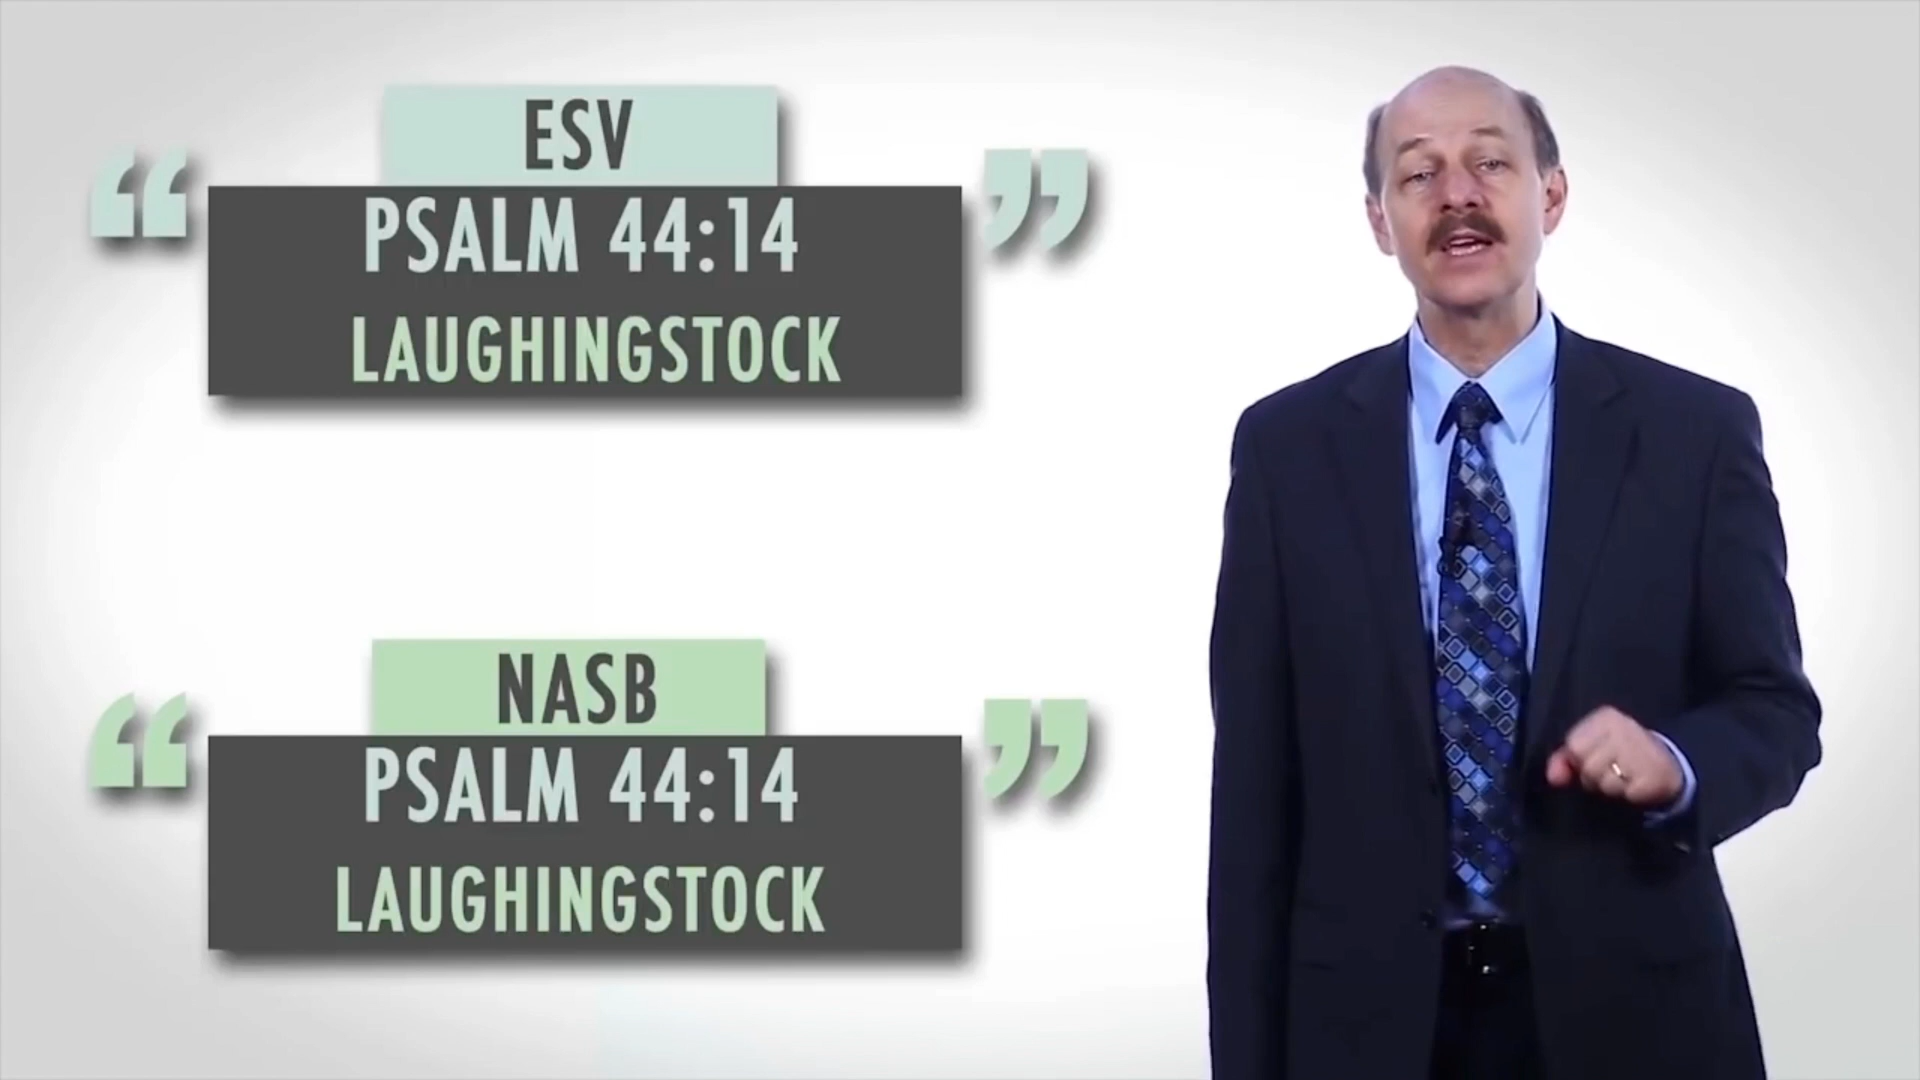 ESV
“ PSALM 44:14 ”
LAUGHINGSTOCK
NASB
“ PSALM 44:14 ”
LAUGHINGSTOCK